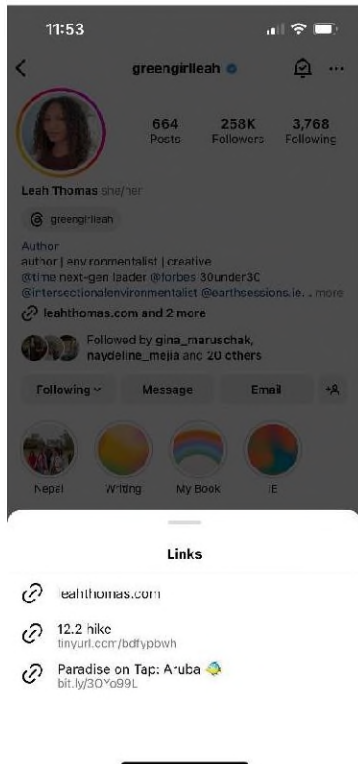 11:53
greengirlleah
664 258K 3,768
Posts Followers Following
Leah Thomas she/her
greengirlleah
Author
author | environmentalist | creative
@time next-gen leader @forbes 30under30
@intersectionalenvironmentalist @earthsessions.ie... more
leahthomas.com and 2 more
Followed by gina_maruschak,
naydeline_mejia and 20 others
Following Message Email
Nepal Writing My Book IE
Links
leahthomas.com
12.2 hike
tinyurl.com/bdfypbwh
Paradise on Tap: Aruba 🐠
bit.ly/3OYo99L